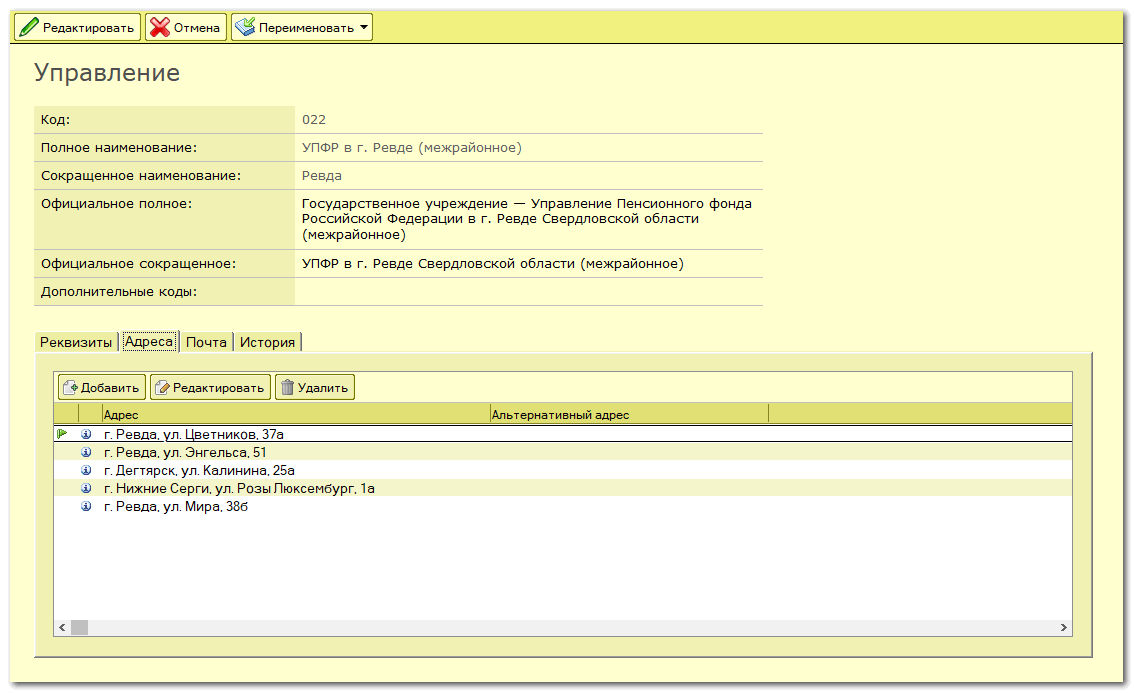 Редактировать Отмена Переименовать
Управление
Код: 022
Полное наименование: УПФР в г. Ревде (межрайонное)
Сокращенное наименование: Ревда
Официальное полное: Государственное учреждение — Управление Пенсионного фонда
Российской Федерации в г. Ревде Свердловской области
(межрайонное)
Официальное сокращенное: УПФР в г. Ревде Свердловской области (межрайонное)
Дополнительные коды:
Реквизиты Адреса Почта История
Добавить Редактировать Удалить
Адрес Альтернативный адрес
г. Ревда, ул. Цветников, 37а
г. Ревда, ул. Энгельса, 51
г. Дегтярск, ул. Калинина, 25а
г. Нижние Серги, ул. Розы Люксембург, 1а
г. Ревда, ул. Мира, 38б